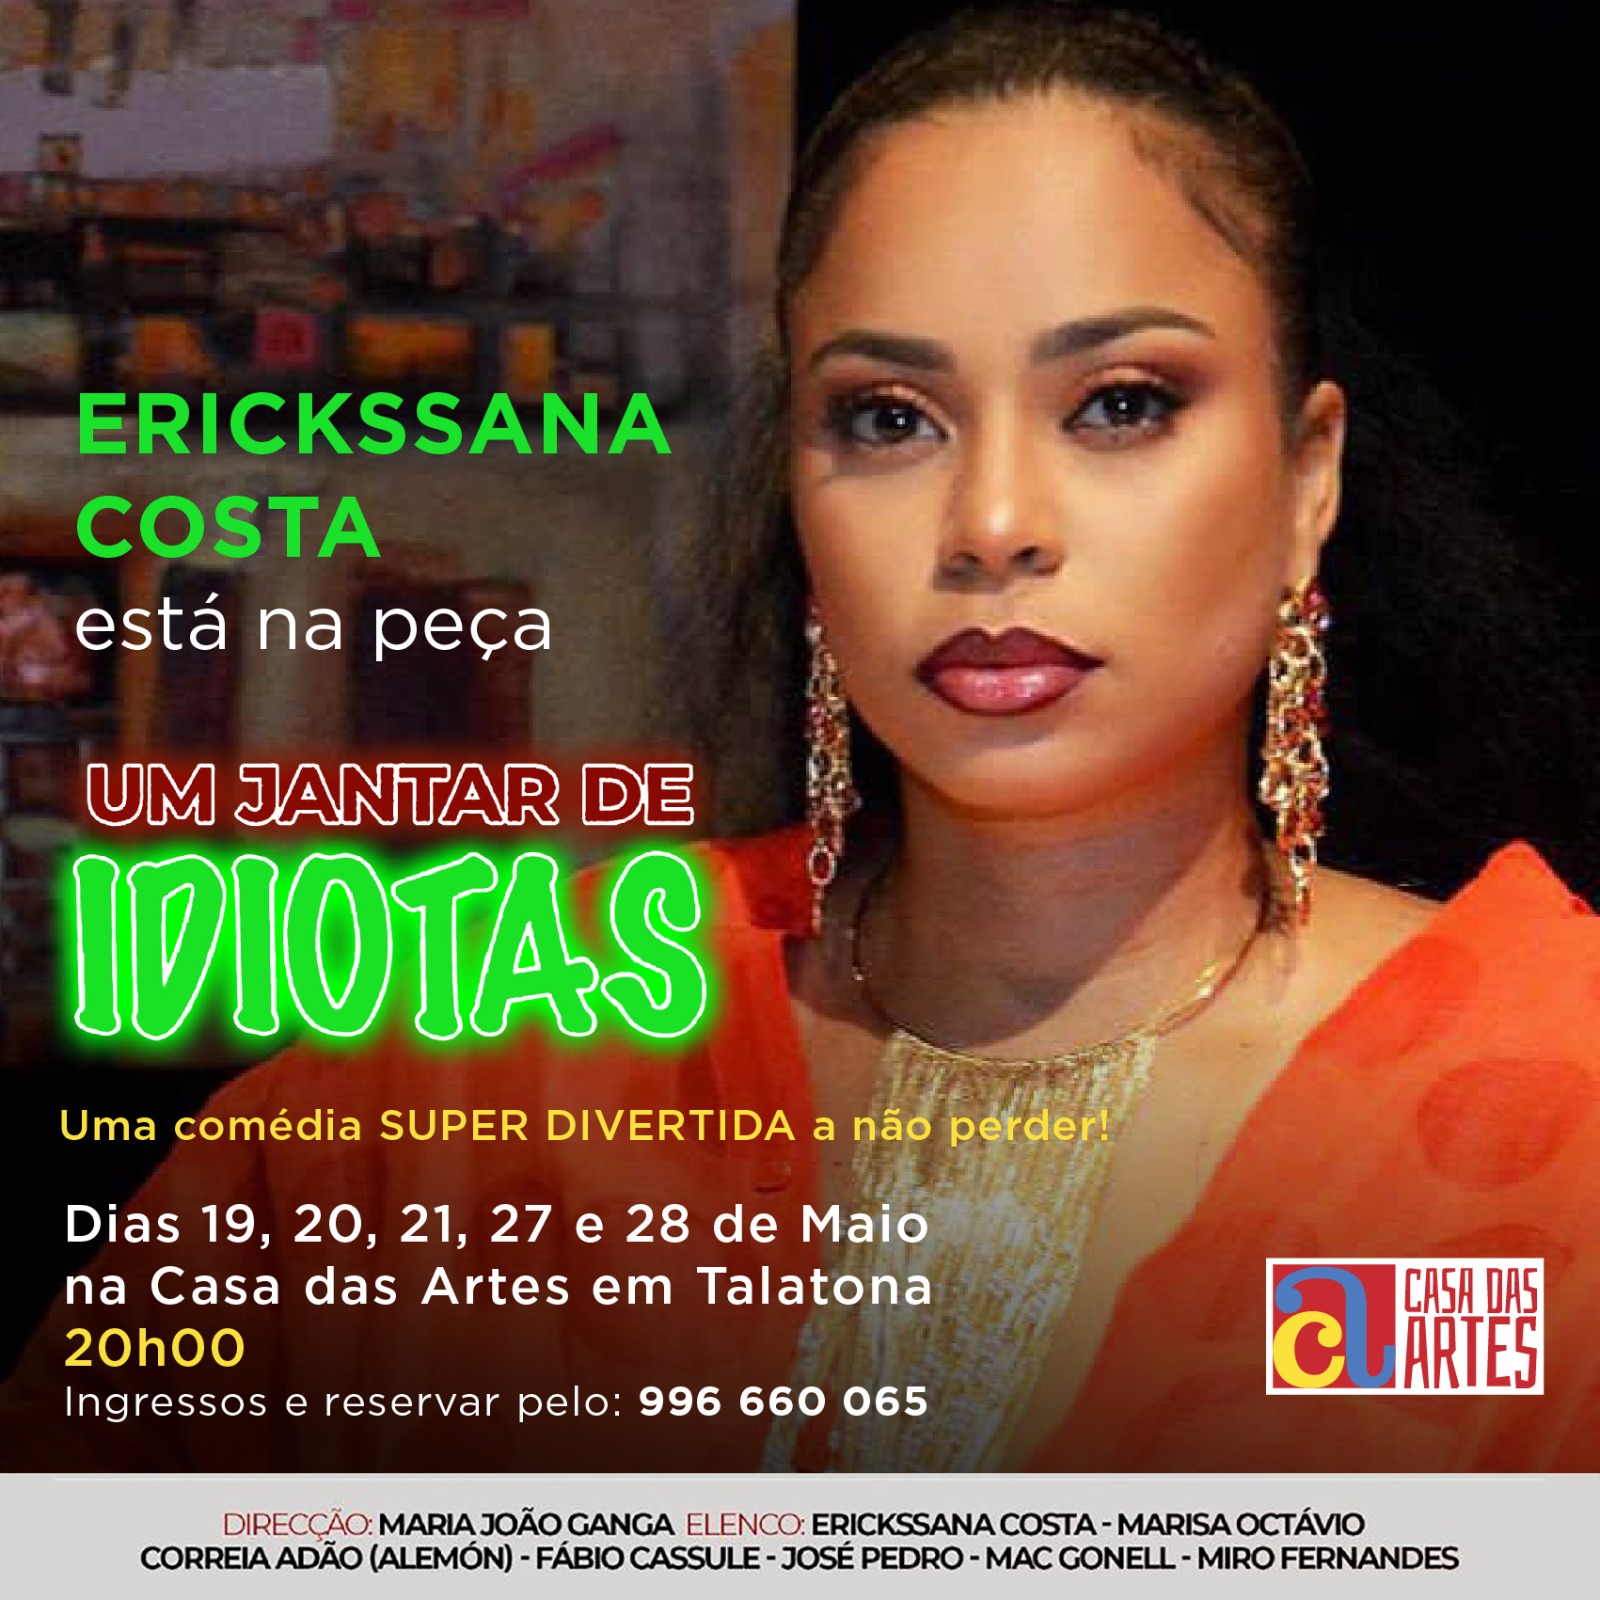 ERICKSSANA
COSTA
está na peça
UM JANTAR DE
IDIOTAS
Uma comédia SUPER DIVERTIDA a não perder!
Dias 19, 20, 21, 27 e 28 de Maio
na Casa das Artes em Talatona
20h00
Ingressos e reservar pelo: 996 660 065
CASA DAS
ARTES
DIRECÇÃO: MARIA JOÃO GANGA ELENCO: ERICKSSANA COSTA - MARISA OCTÁVIO
CORREIA ADÃO (ALEMÓN) - FÁBIO CASSULE - JOSÉ PEDRO - MAC GONELL - MIRO FERNANDES